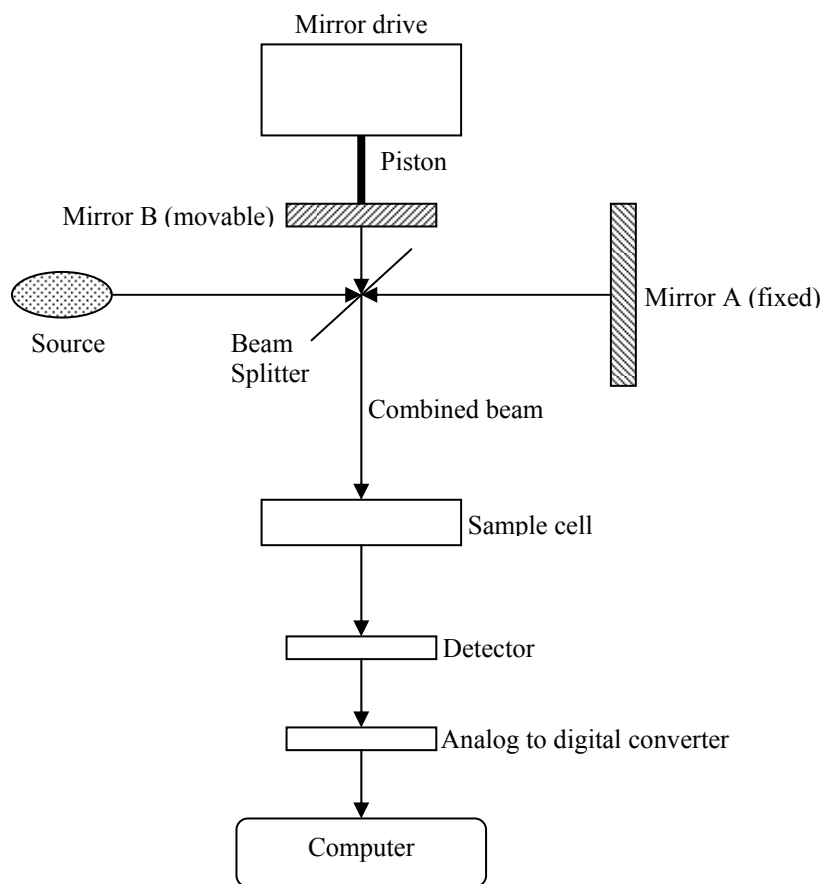 Mirror drive
Piston
Mirror B (movable)
Mirror A (fixed)
Source
Beam
Splitter
Combined beam
Sample cell
Detector
Analog to digital converter
Computer